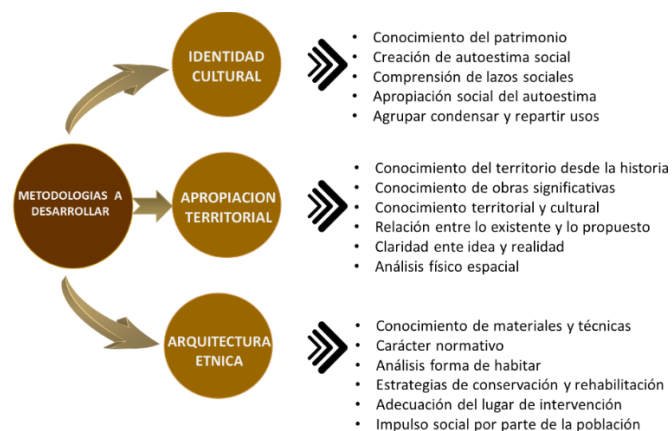 METODOLOGIAS A
DESARROLLAR
IDENTIDAD
CULTURAL
• Conocimiento del patrimonio
• Creación de autoestima social
• Comprensión de lazos sociales
• Apropiación social del autoestima
• Agrupar condensar y repartir usos
APROPIACION
TERRITORIAL
• Conocimiento del territorio desde la historia
• Conocimiento de obras significativas
• Conocimiento territorial y cultural
• Relación entre lo existente y lo propuesto
• Claridad ente idea y realidad
• Análisis físico espacial
ARQUITECTURA
ETNICA
• Conocimiento de materiales y técnicas
• Carácter normativo
• Análisis forma de habitar
• Estrategias de conservación y rehabilitación
• Adecuación del lugar de intervención
• Impulso social por parte de la población